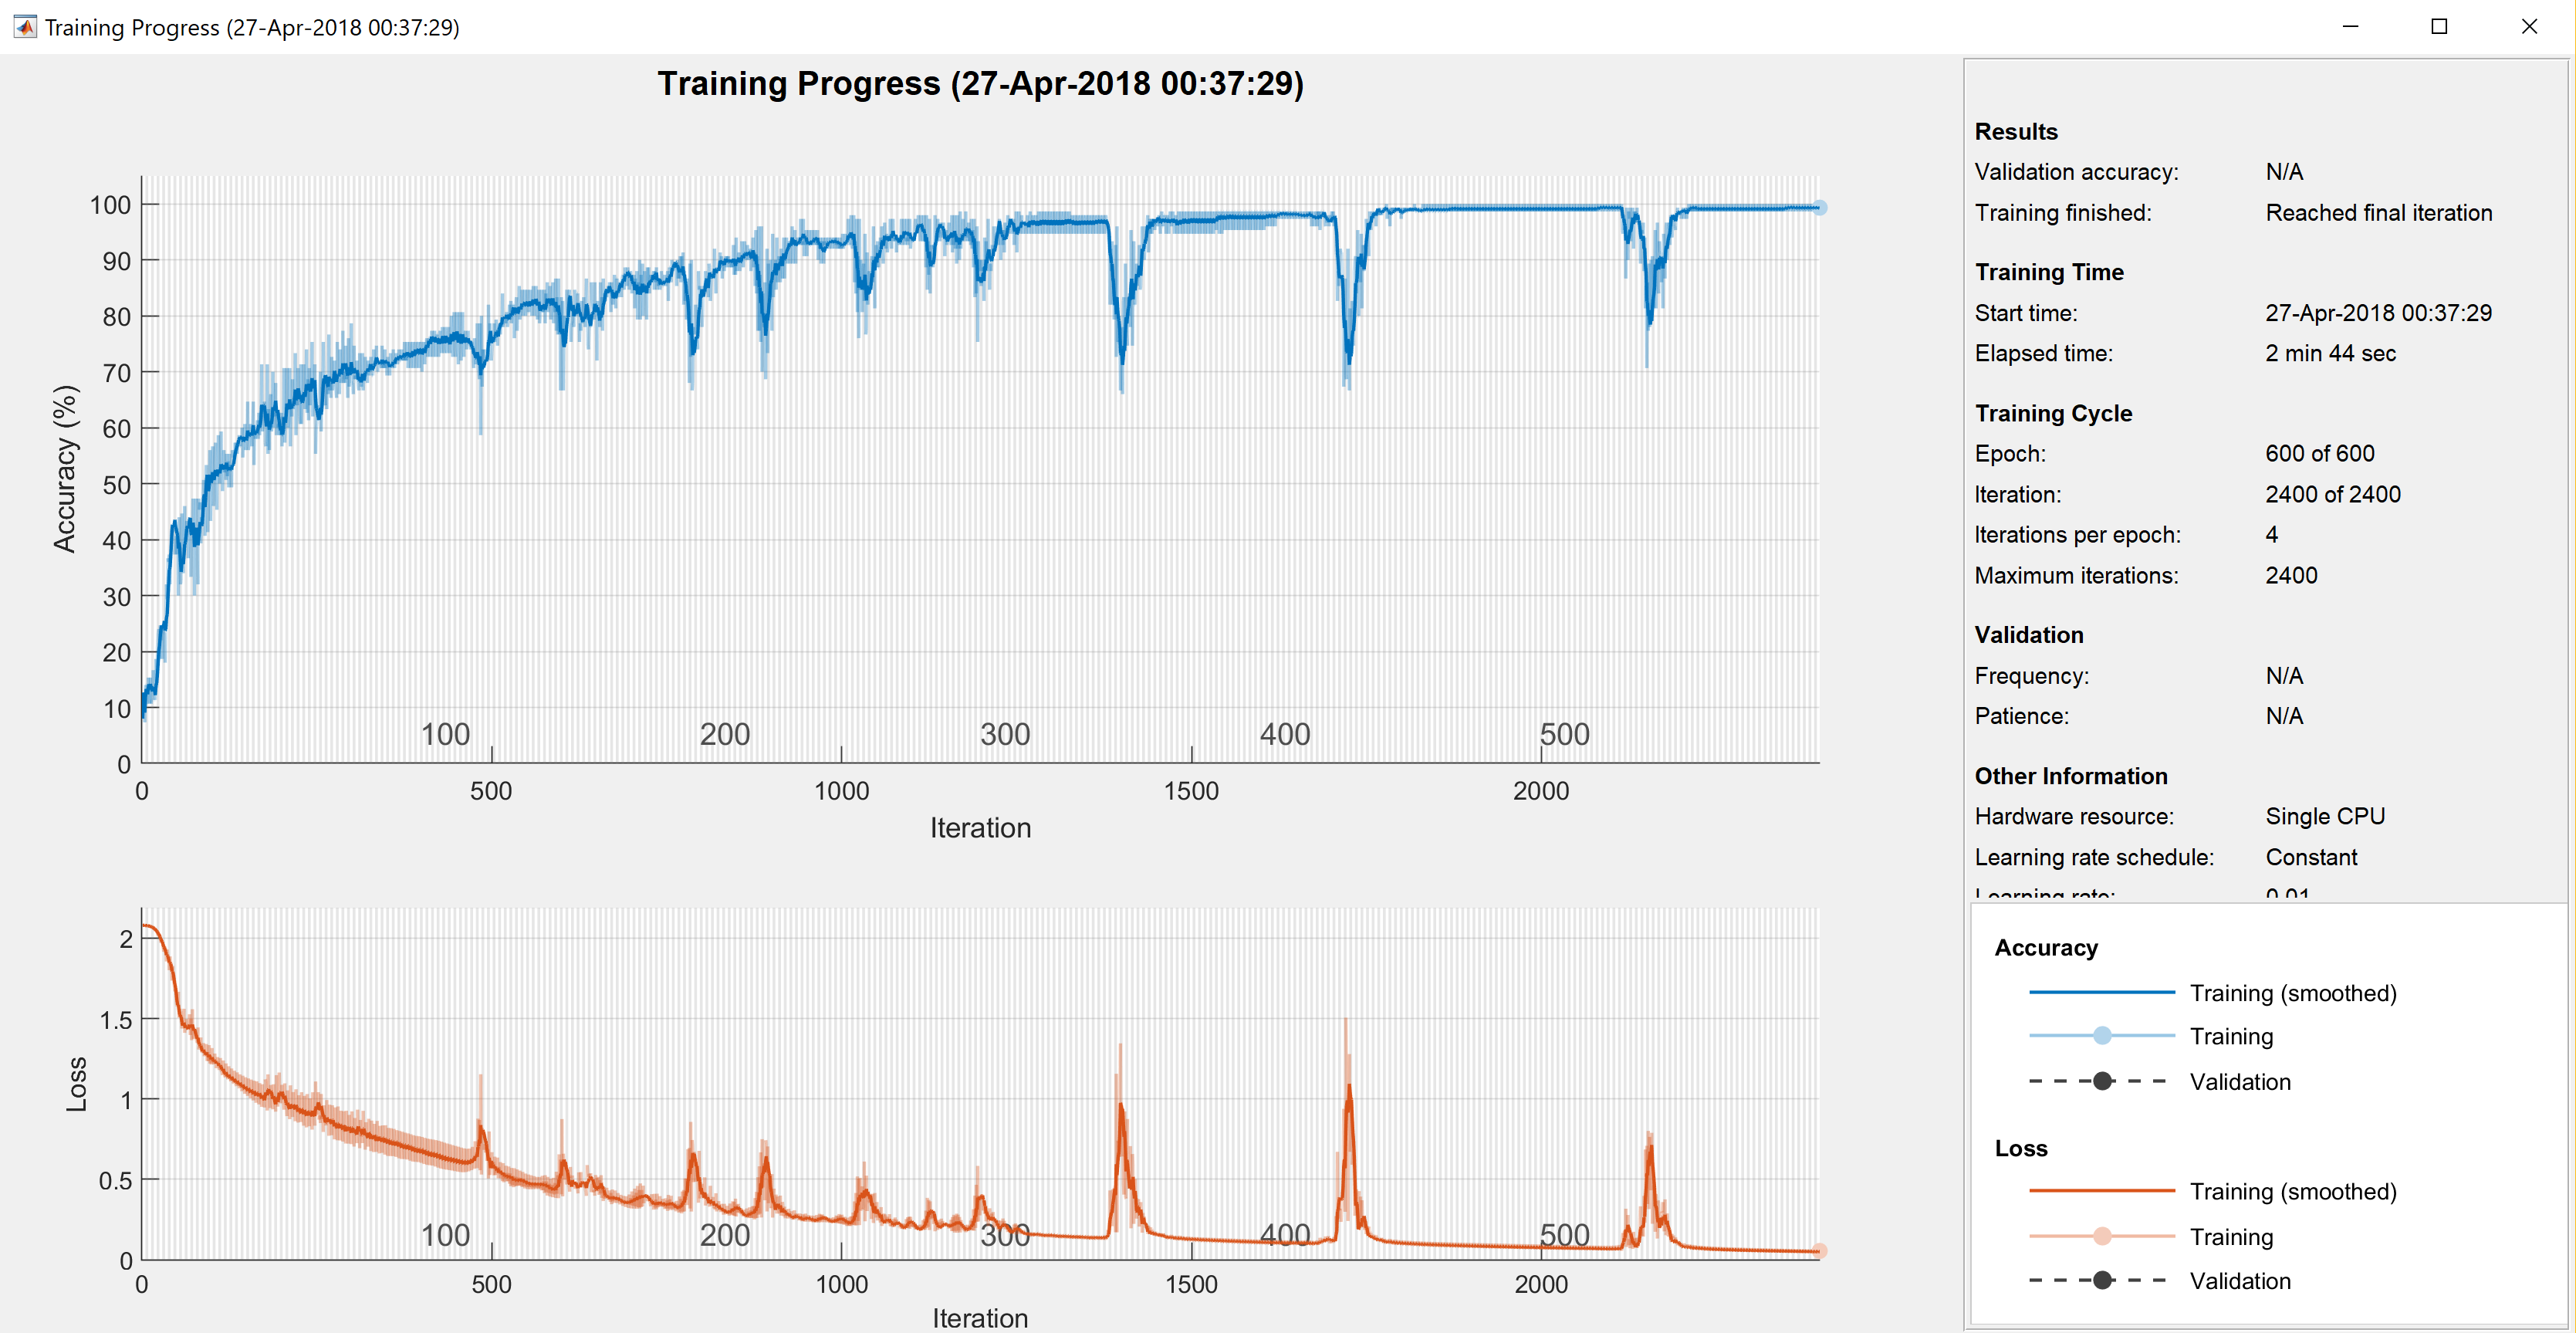 Training Progress (27-Apr-2018 00:37:29)
Training Progress (27-Apr-2018 00:37:29)
100
90
80
70
60
50
40
30
20
10
0
Accuracy (%)
100 200 300 400 500
0 500 1000 1500 2000
Iteration
2
1.5
1
0.5
0
Loss
100 200 300 400 500
0 500 1000 1500 2000
Iteration
Results
Validation accuracy: N/A
Training finished: Reached final iteration
Training Time
Start time: 27-Apr-2018 00:37:29
Elapsed time: 2 min 44 sec
Training Cycle
Epoch: 600 of 600
Iteration: 2400 of 2400
Iterations per epoch: 4
Maximum iterations: 2400
Validation
Frequency: N/A
Patience: N/A
Other Information
Hardware resource: Single CPU
Learning rate schedule: Constant
Learning rate: 0.01
Accuracy
Training (smoothed)
Training
Validation
Loss
Training (smoothed)
Training
Validation